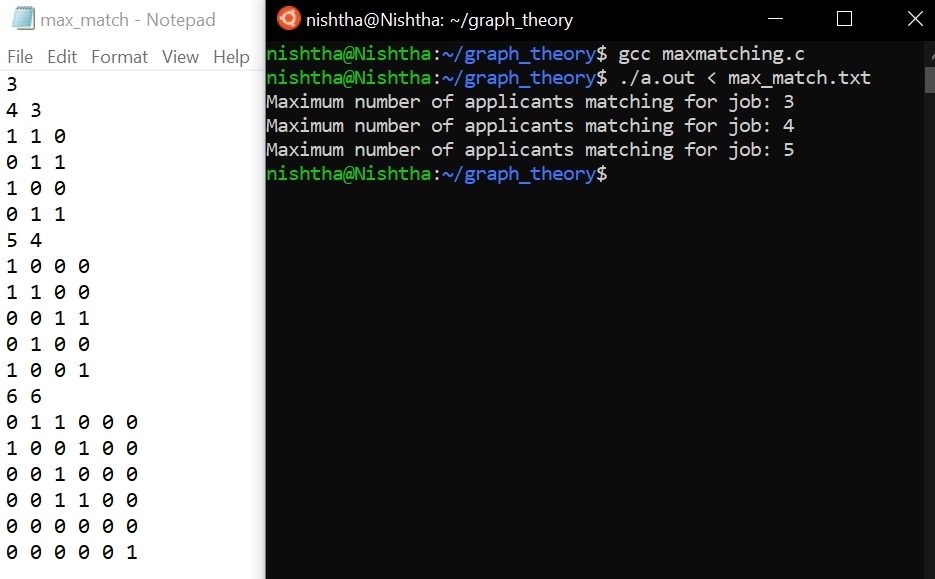 max_match - Notepad
File Edit Format View Help
3
4 3
1 1 0
0 1 1
1 0 0
0 1 1
5 4
1 0 0 0
1 1 0 0
0 0 1 1
0 1 0 0
1 0 0 1
6 6
0 1 1 0 0 0
1 0 0 1 0 0
0 0 1 0 0 0
0 0 1 1 0 0
0 0 0 0 0 0
0 0 0 0 0 1
nishtha@Nishtha: ~/graph_theory
nishtha@Nishtha:~/graph_theory$ gcc maxmatching.c
nishtha@Nishtha:~/graph_theory$ ./a.out < max_match.txt
Maximum number of applicants matching for job: 3
Maximum number of applicants matching for job: 4
Maximum number of applicants matching for job: 5
nishtha@Nishtha:~/graph_theory$